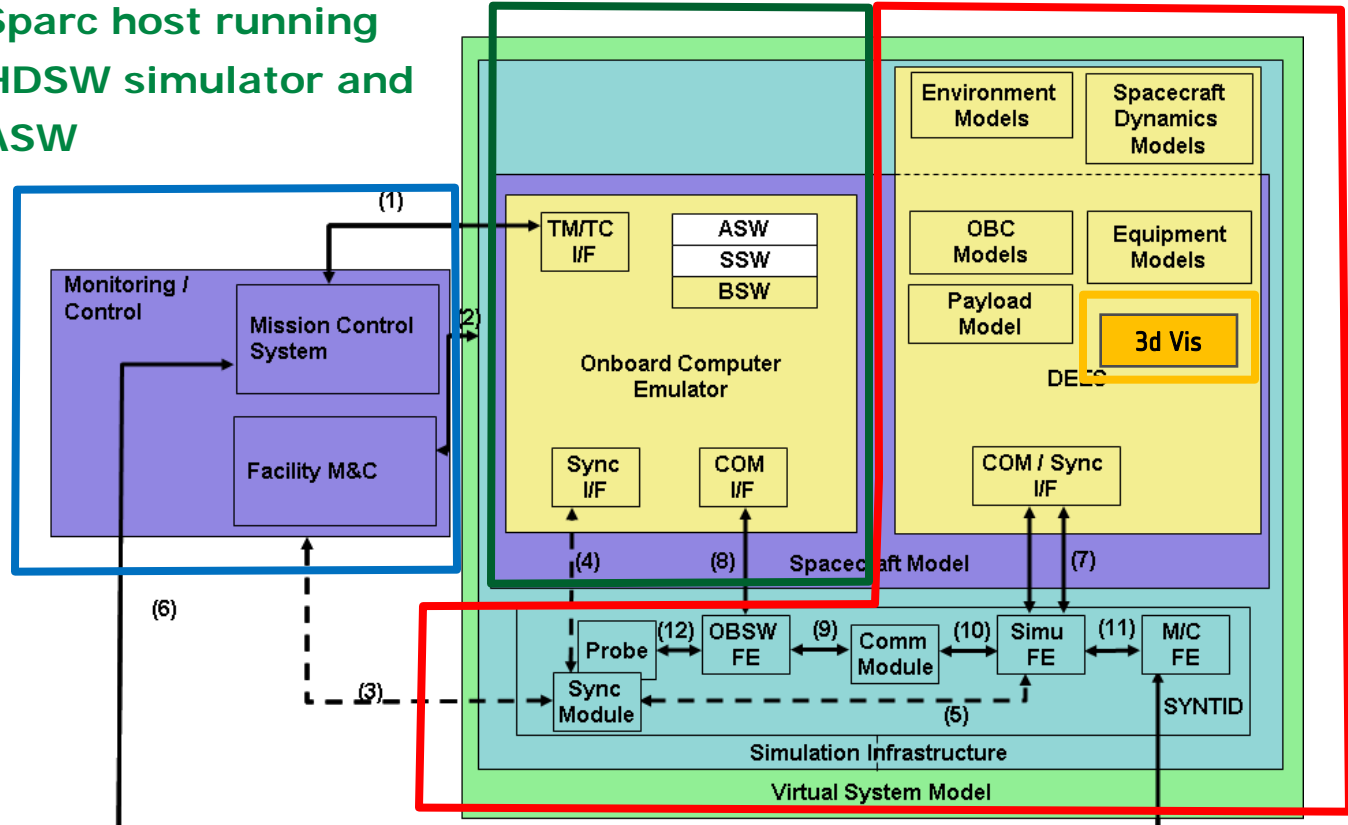 Sparc host running
HDSW simulator and
ASW
Environment
Models
Spacecraft
Dynamics
Models
(1)
TM/TC
I/F
ASW
SSW
BSW
OBC
Models
Equipment
Models
Monitoring /
Control
Mission Control
System
(2)
Payload
Model
3d Vis
Onboard Computer
Emulator
DEES
Facility M&C
Sync
I/F
COM
I/F
COM / Sync
I/F
(4)
(8)
Spacecraft Model
(7)
(6)
Probe
(12)
OBSW
FE
(9)
Comm
Module
(10)
Simu
FE
(11)
M/C
FE
(3)
Sync
Module
(5)
SYNTID
Simulation Infrastructure
Virtual System Model